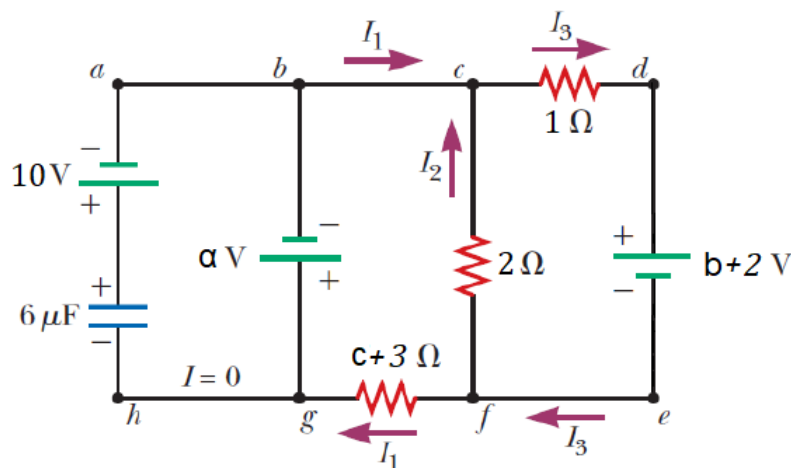 I₁ I₃
a b c d
1 Ω
− I₂
10 V
+ − +
α V 2 Ω b+2 V
+ + −
6 μF
− c+3 Ω
I = 0
h g f e
I₁ I₃